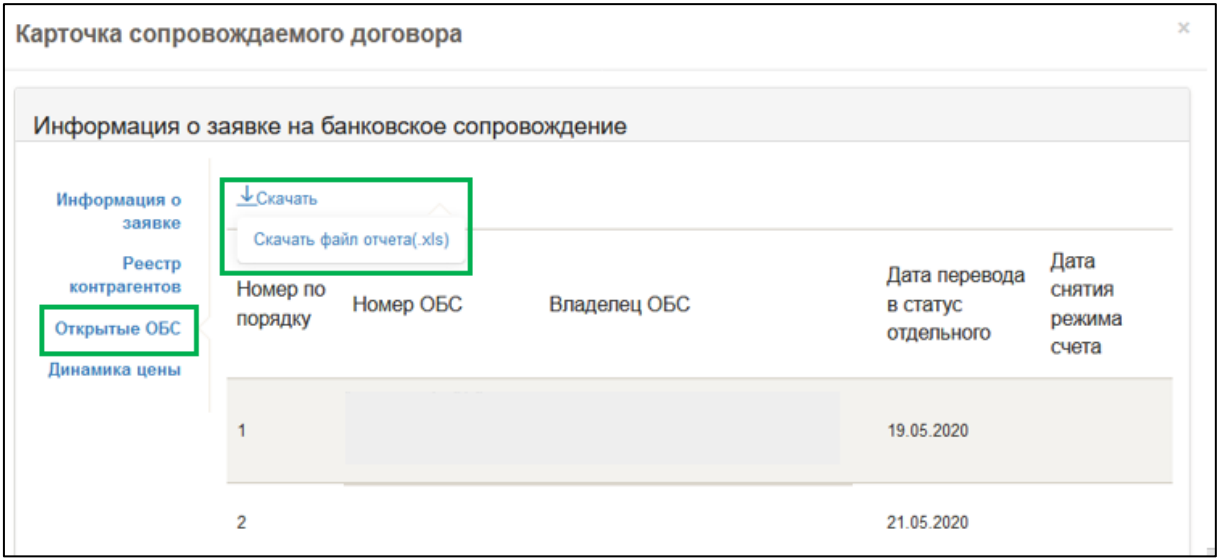 Карточка сопровождаемого договора
×
Информация о заявке на банковское сопровождение
Информация о
заявке
Реестр
контрагентов
Открытые ОБС
Динамика цены
Скачать
Скачать файл отчета(.xls)
Номер по
порядку
Номер ОБС
Владелец ОБС
Дата перевода
в статус
отдельного
Дата
снятия
режима
счета
1
19.05.2020
2
21.05.2020